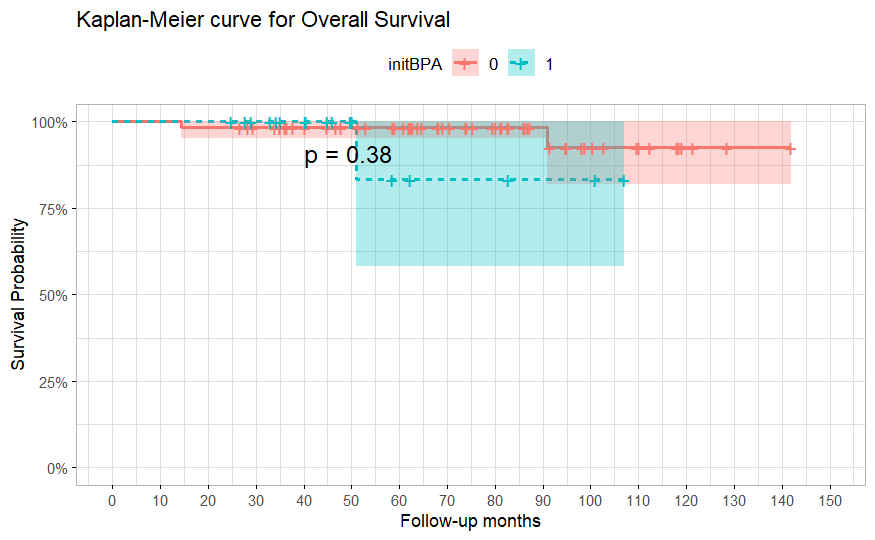 Kaplan-Meier curve for Overall Survival
initBPA 0 1
100%
p = 0.38
75%
50%
25%
0%
Survival Probability
0 10 20 30 40 50 60 70 80 90 100 110 120 130 140 150
Follow-up months